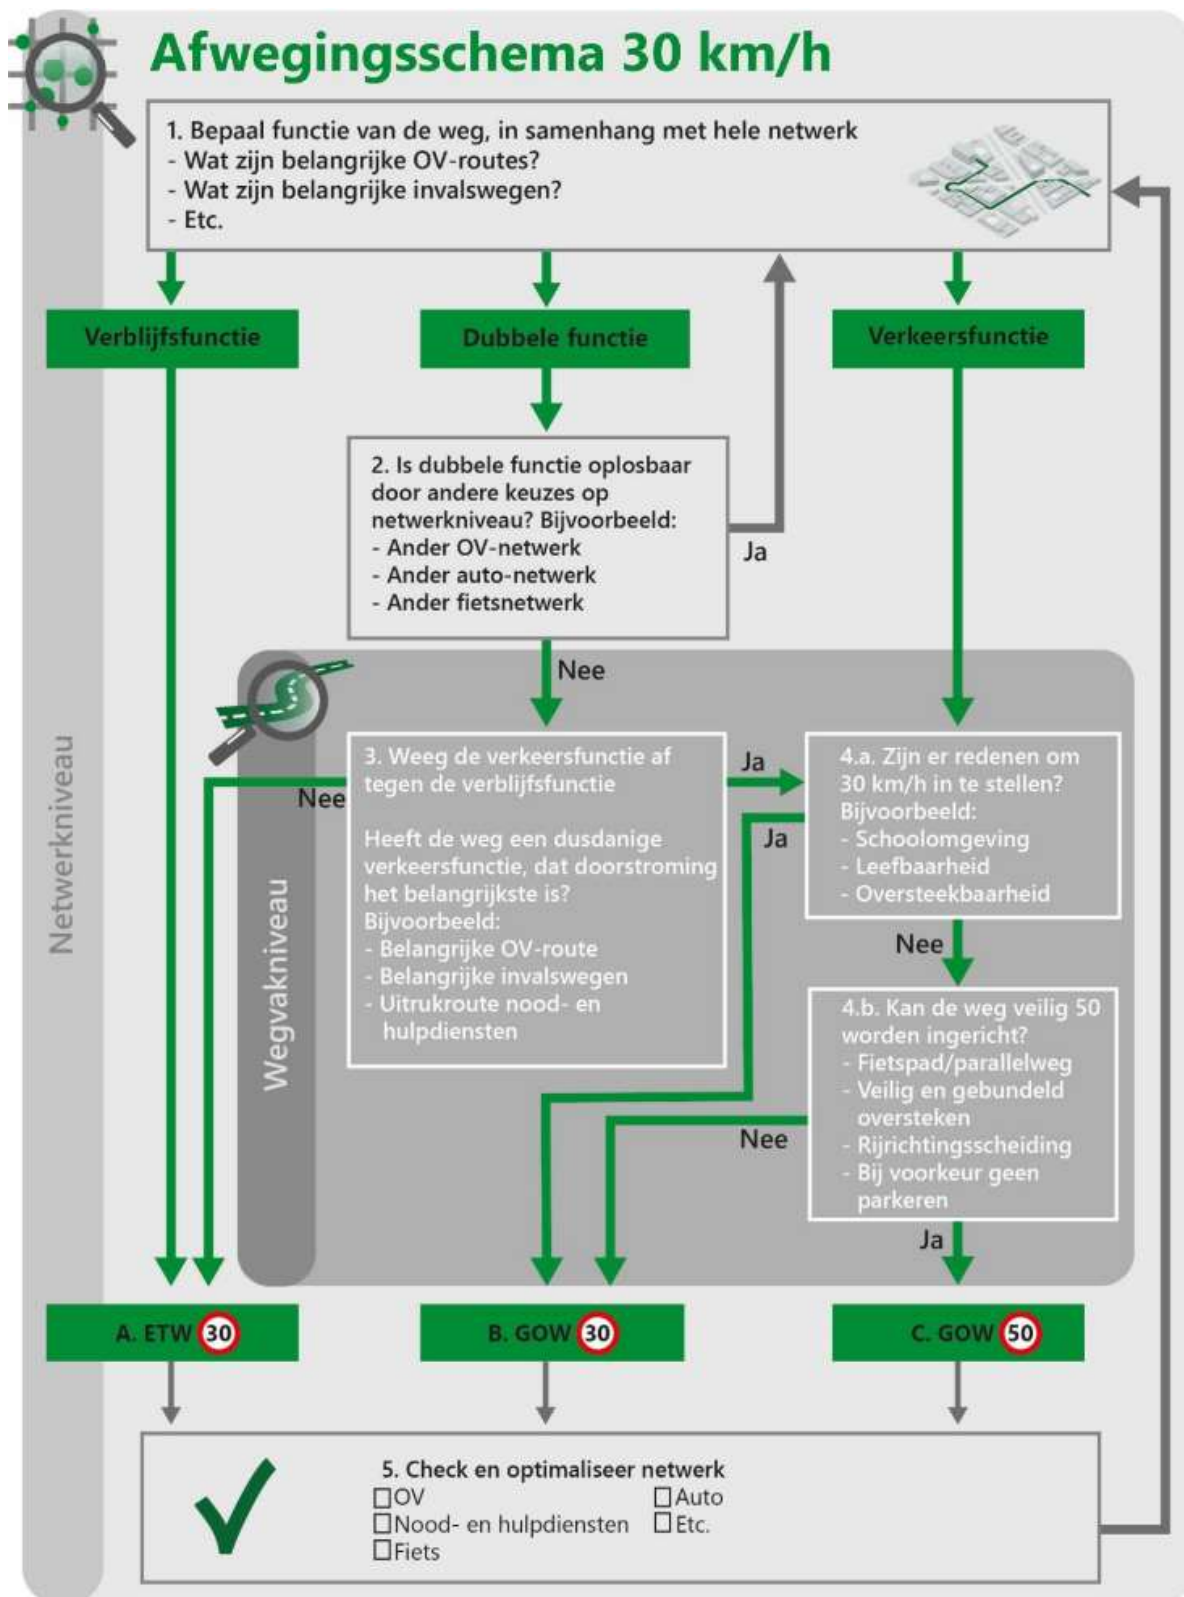 Afwegingsschema 30 km/h
1. Bepaal functie van de weg, in samenhang met hele netwerk
- Wat zijn belangrijke OV-routes?
- Wat zijn belangrijke invalswegen?
- Etc.
Verblijfsfunctie
Dubbele functie
Verkeersfunctie
2. Is dubbele functie oplosbaar
door andere keuzes op
netwerkniveau? Bijvoorbeeld:
- Ander OV-netwerk
- Ander auto-netwerk
- Ander fietsnetwerk
Ja
Nee
Netwerkniveau
Wegvakniveau
3. Weeg de verkeersfunctie af
tegen de verblijfsfunctie
Heeft de weg een dusdanige
verkeersfunctie, dat doorstroming
het belangrijkste is?
Bijvoorbeeld:
- Belangrijke OV-route
- Belangrijke invalswegen
- Uitrukroute nood- en
hulpdiensten
Nee
Ja
4.a. Zijn er redenen om
30 km/h in te stellen?
Bijvoorbeeld:
- Schoolomgeving
- Leefbaarheid
- Oversteekbaarheid
Ja
Nee
4.b. Kan de weg veilig 50
worden ingericht?
- Fietspad/parallelweg
- Veilig en gebundeld
oversteken
- Rijrichtingsscheiding
- Bij voorkeur geen
parkeren
Nee
Ja
A. ETW 30
B. GOW 30
C. GOW 50
5. Check en optimaliseer netwerk
OV
Auto
Nood- en hulpdiensten
Etc.
Fiets